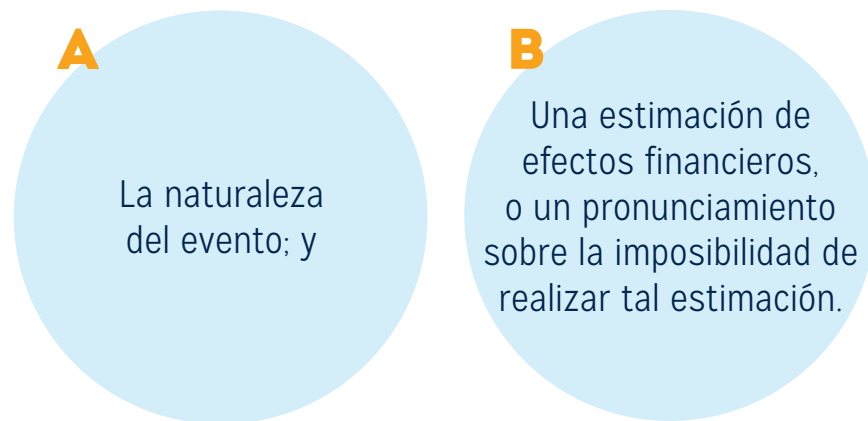 A
La naturaleza
del evento; y
B
Una estimación de
efectos financieros,
o un pronunciamiento
sobre la imposibilidad de
realizar tal estimación.